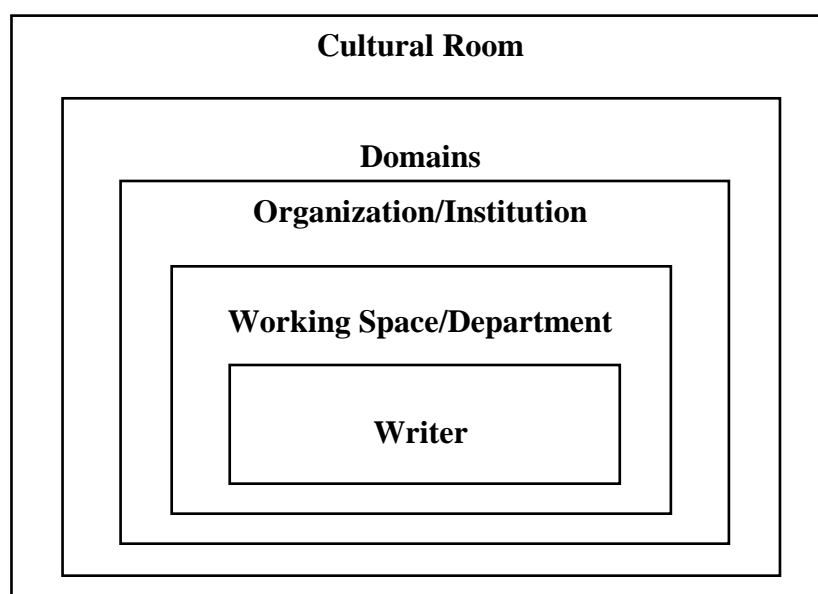 Cultural Room
Domains
Organization/Institution
Working Space/Department
Writer